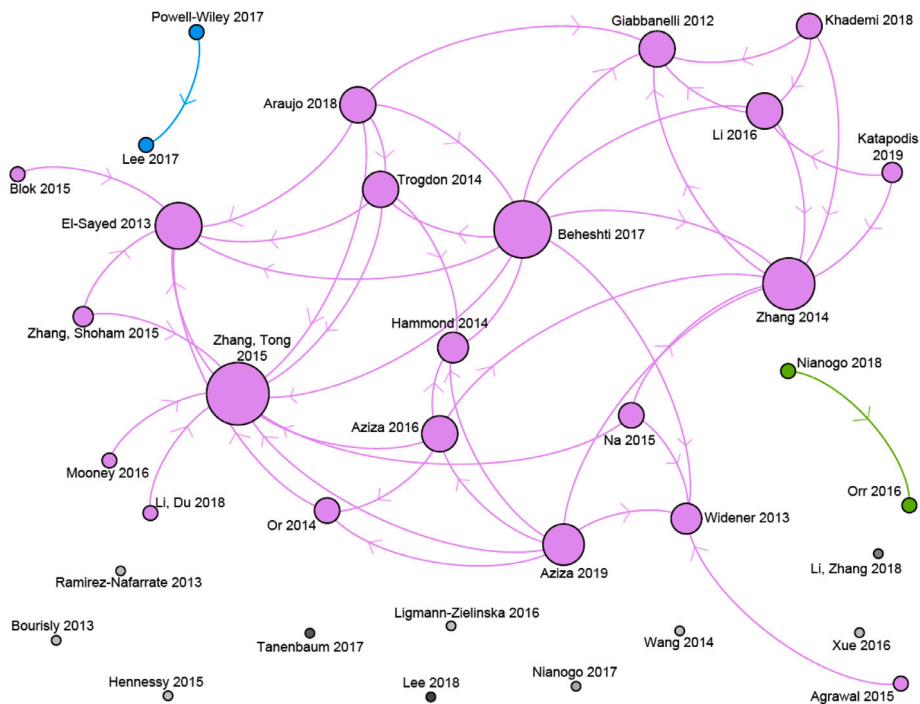 Powell-Wiley 2017
Giabbanelli 2012
Khademi 2018
Araujo 2018
Li 2016
Lee 2017
Katapodis
2019
Blok 2015
Trogdon 2014
El-Sayed 2013
Beheshti 2017
Zhang 2014
Hammond 2014
Zhang, Shoham 2015
Zhang, Tong
2015
Nianogo 2018
Aziza 2016
Na 2015
Mooney 2016
Orr 2016
Li, Du 2018
Or 2014
Widener 2013
Aziza 2019
Li, Zhang 2018
Ramirez-Nafarrate 2013
Ligmann-Zielinska 2016
Bourisly 2013
Tanenbaum 2017
Wang 2014
Xue 2016
Hennessy 2015
Lee 2018
Nianogo 2017
Agrawal 2015